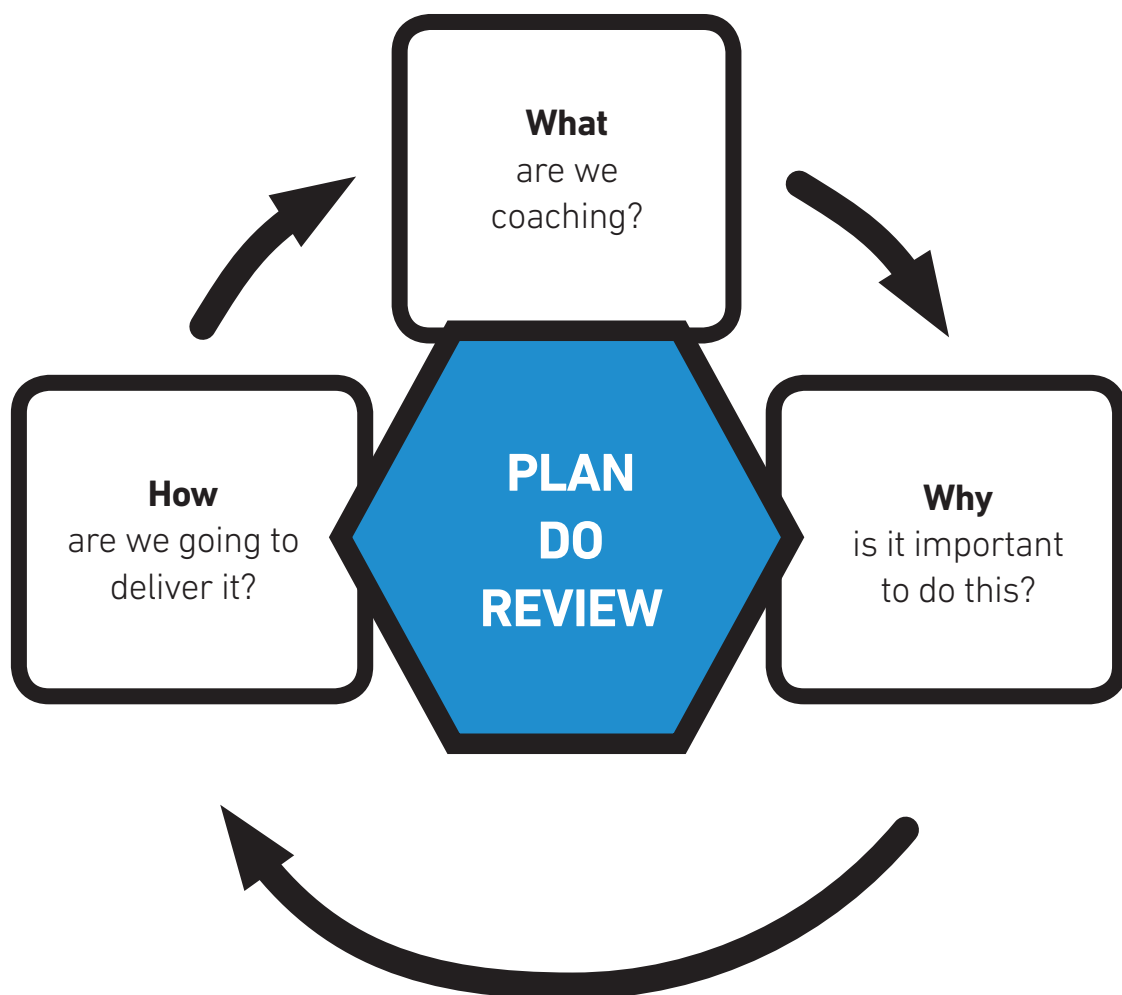 What
are we
coaching?
How
are we going to
deliver it?
PLAN
DO
REVIEW
Why
is it important
to do this?